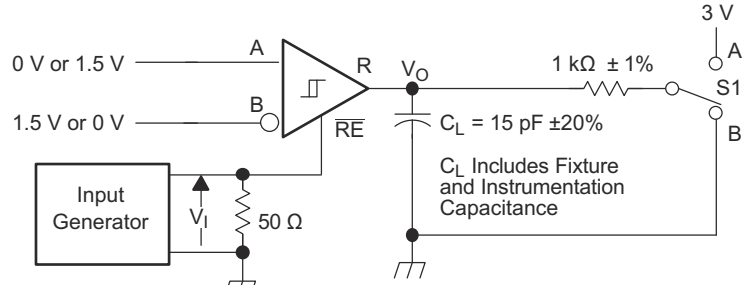 3 V
A
S1
B
0 V or 1.5 V
A
R
V_O
1 kΩ ± 1%
1.5 V or 0 V
B
R̅E̅
C_L = 15 pF ±20%
C_L Includes Fixture
and Instrumentation
Capacitance
Input
Generator
V_I
50 Ω